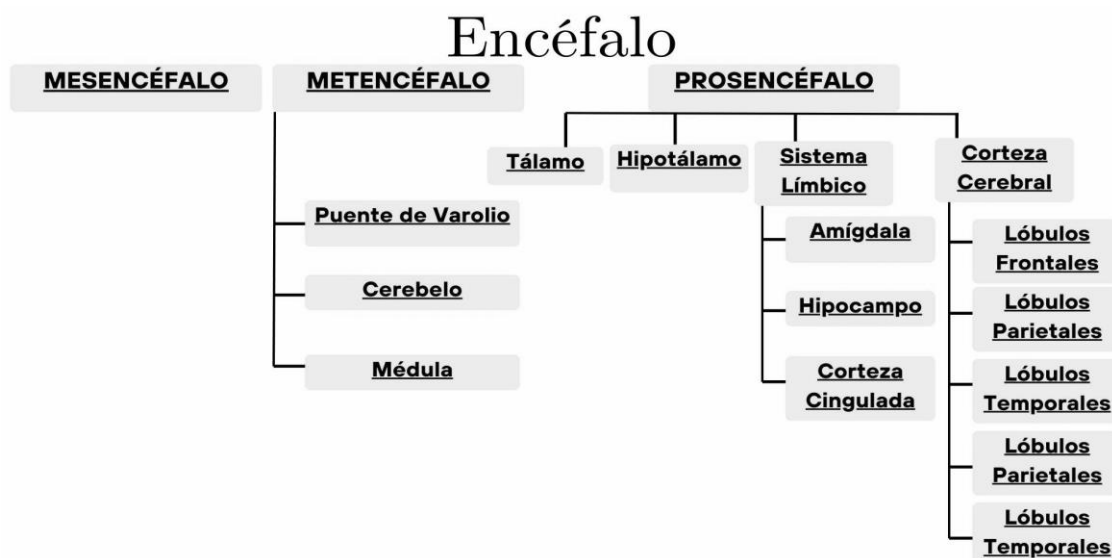 Encéfalo
MESENCÉFALO
METENCÉFALO
PROSENCÉFALO
Puente de Varolio
Cerebelo
Médula
Tálamo
Hipotálamo
Sistema
Límbico
Amígdala
Hipocampo
Corteza
Cingulada
Corteza
Cerebral
Lóbulos
Frontales
Lóbulos
Parietales
Lóbulos
Temporales
Lóbulos
Parietales
Lóbulos
Temporales